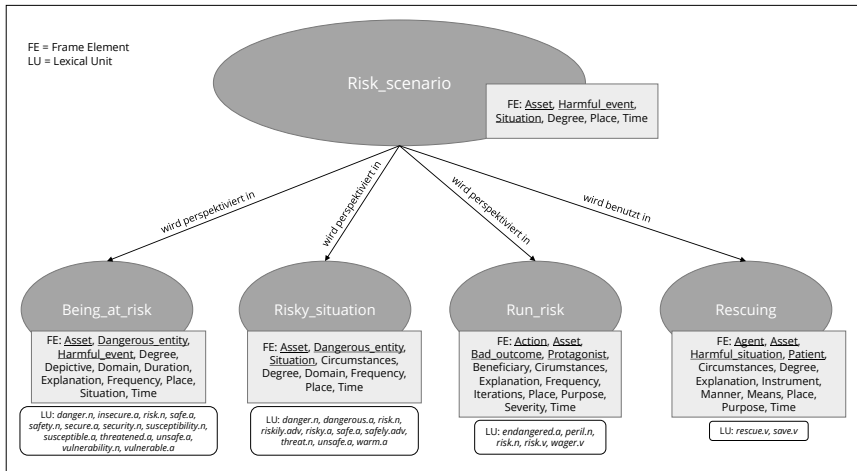 FE = Frame Element
LU = Lexical Unit
Risk_scenario
FE: Asset, Harmful_event,
Situation, Degree, Place, Time
wird perspektiviert in
wird perspektiviert in
wird perspektiviert in
wird benutzt in
Being_at_risk
FE: Asset, Dangerous_entity,
Harmful_event, Degree,
Depictive, Domain, Duration,
Explanation, Frequency, Place,
Situation, Time
LU: danger.n, insecure.a, risk.n, safe.a,
safety.n, secure.a, security.n, susceptibility.n,
susceptible.a, threatened.a, unsafe.a,
vulnerability.n, vulnerable.a
Risky_situation
FE: Asset, Dangerous_entity,
Situation, Circumstances,
Degree, Domain, Frequency,
Place, Time
LU: danger.n, dangerous.a, risk.n,
riskily.adv, risky.a, safe.a, safely.adv,
threat.n, unsafe.a, warm.a
Run_risk
FE: Action, Asset,
Bad_outcome, Protagonist,
Beneficiary, Cirumstances,
Explanation, Frequency,
Iterations, Place, Purpose,
Severity, Time
LU: endangered.a, peril.n,
risk.n, risk.v, wager.v
Rescuing
FE: Agent, Asset,
Harmful_situation, Patient,
Circumstances, Degree,
Explanation, Instrument,
Manner, Means, Place,
Purpose, Time
LU: rescue.v, save.v